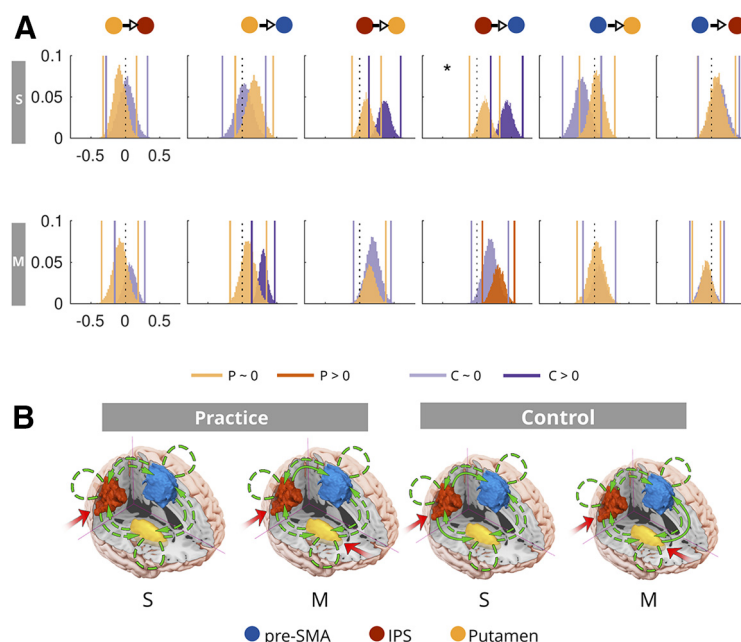 A
0.1
S
0.05
*
0
-0.5 0 0.5
0.1
M
0.05
0
-0.5 0 0.5
P ~ 0 P > 0 C ~ 0 C > 0
B
Practice Control
S M S M
pre-SMA IPS Putamen